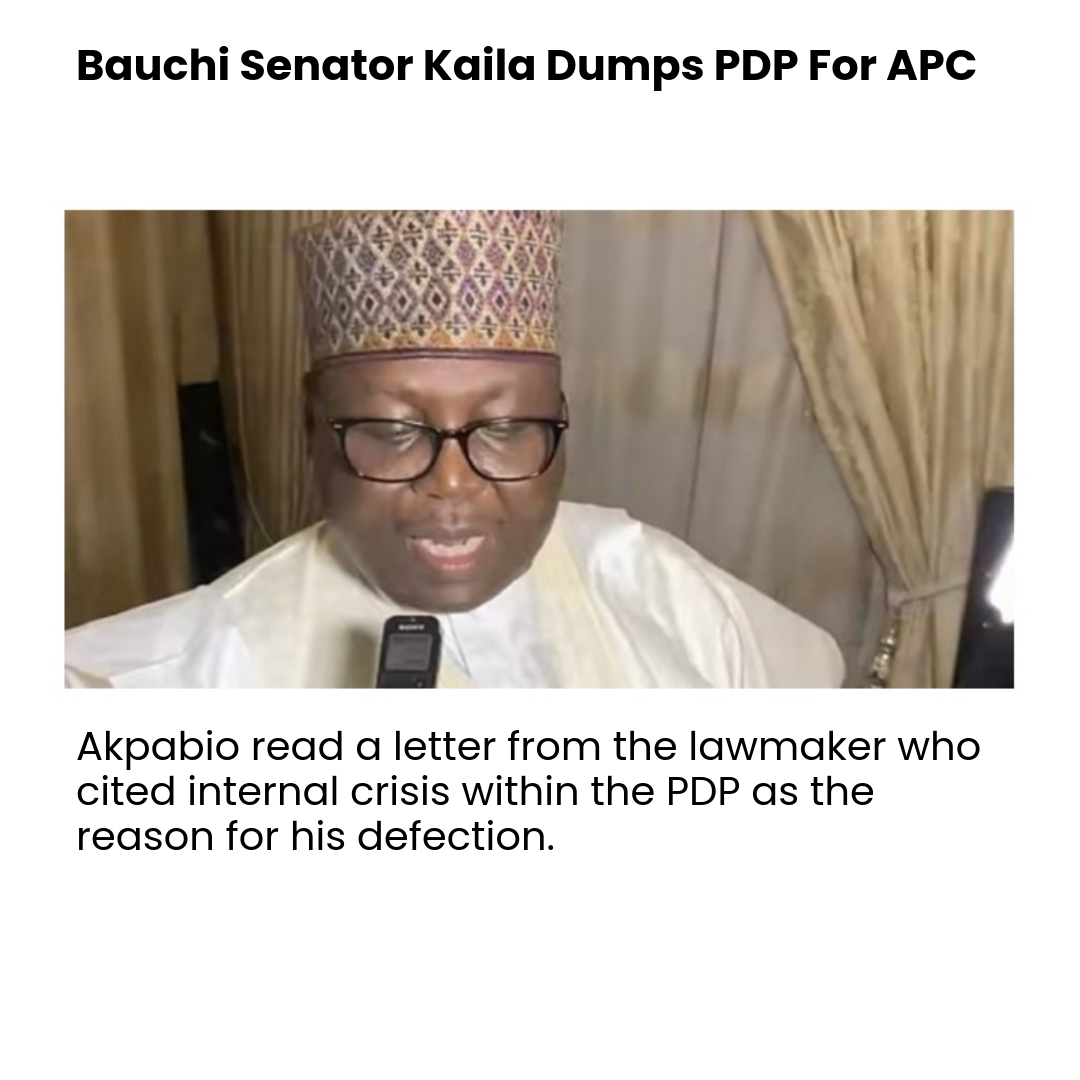 Bauchi Senator Kaila Dumps PDP For APC
SONY
Akpabio read a letter from the lawmaker who
cited internal crisis within the PDP as the
reason for his defection.